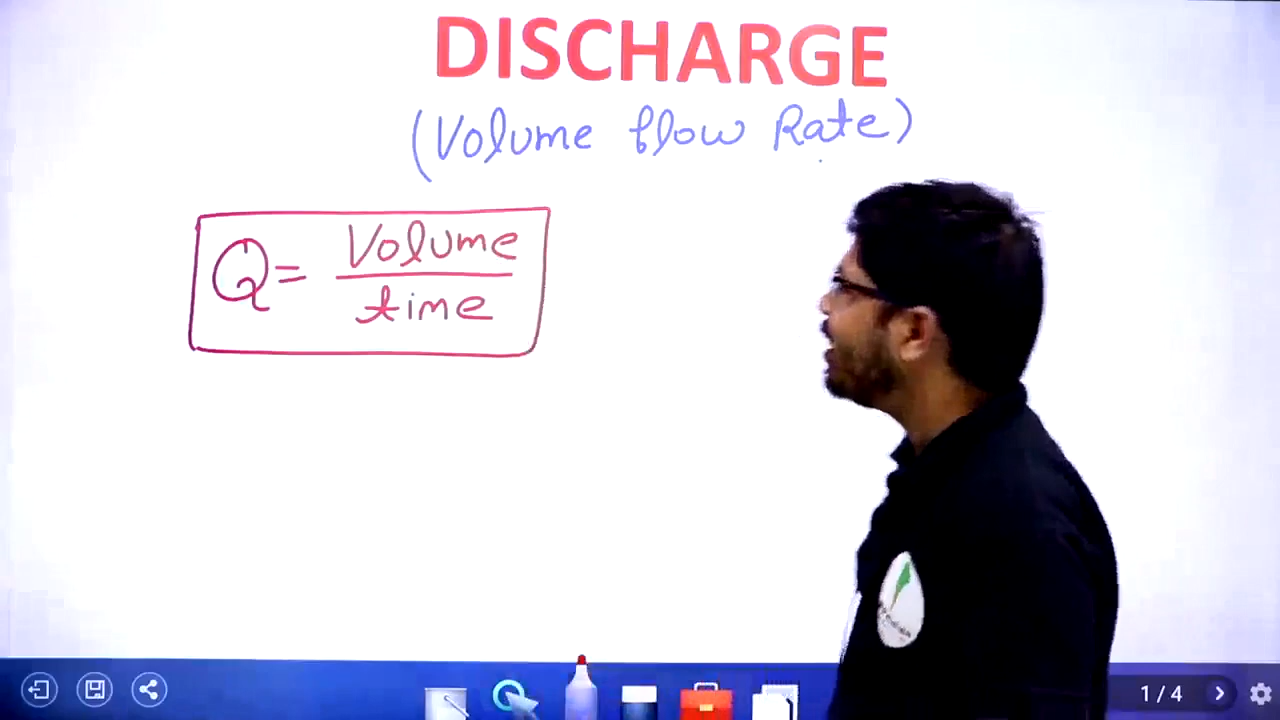 DISCHARGE
(Volume flow Rate)
Q = Volume
time
1 / 4